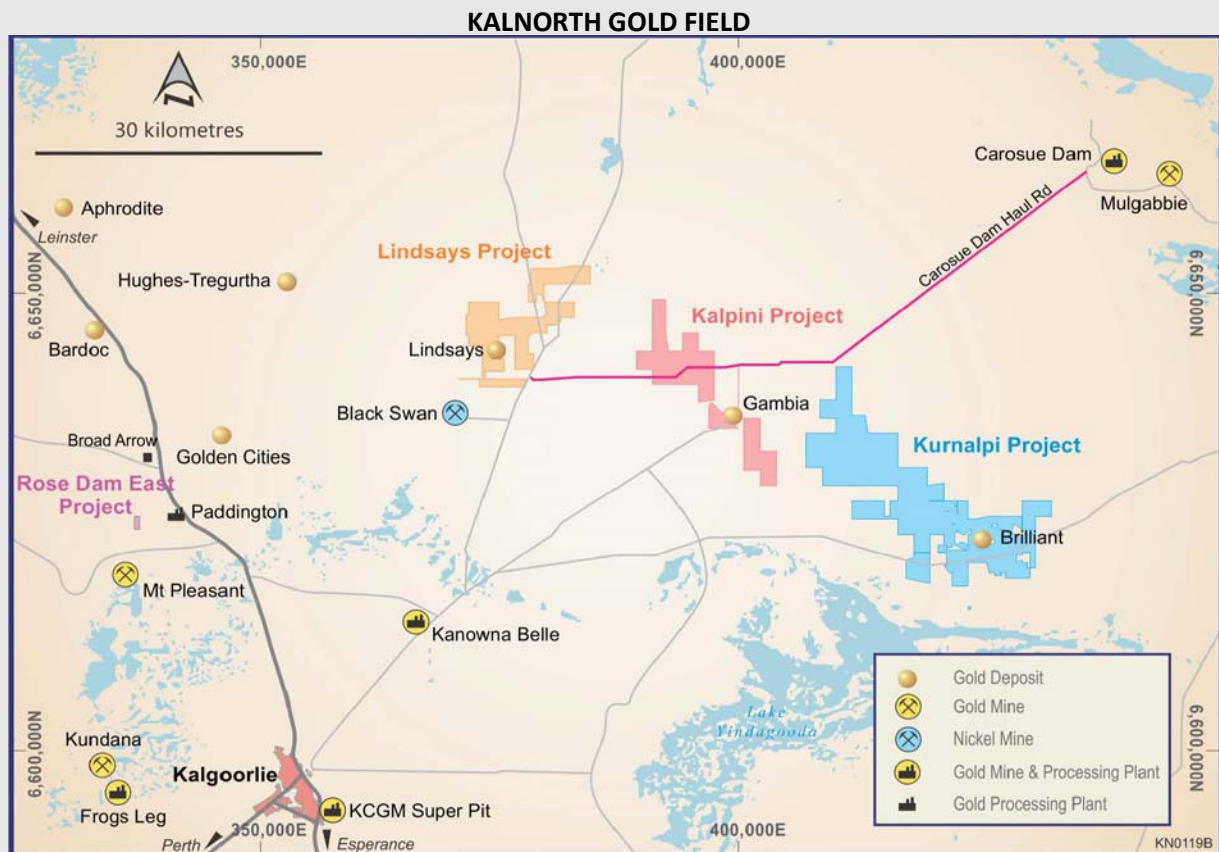 KALNORTH GOLD FIELD
350,000E
400,000E
30 kilometres
Carosue Dam
Mulgabbie
Carosue Dam Haul Rd
Aphrodite
Leinster
Lindsays Project
Hughes-Tregurtha
6,650,000N
6,650,000N
Kalpini Project
Bardoc
Lindsays
Black Swan
Gambia
Broad Arrow
Golden Cities
Kurnalpi Project
Rose Dam East
Project
Paddington
Brilliant
Mt Pleasant
Kanowna Belle
Lake
Yindagooda
Kundana
Kalgoorlie
6,600,000N
6,600,000N
Frogs Leg
KCGM Super Pit
350,000E
400,000E
Perth
Esperance
Gold Deposit
Gold Mine
Nickel Mine
Gold Mine & Processing Plant
Gold Processing Plant
KN0119B